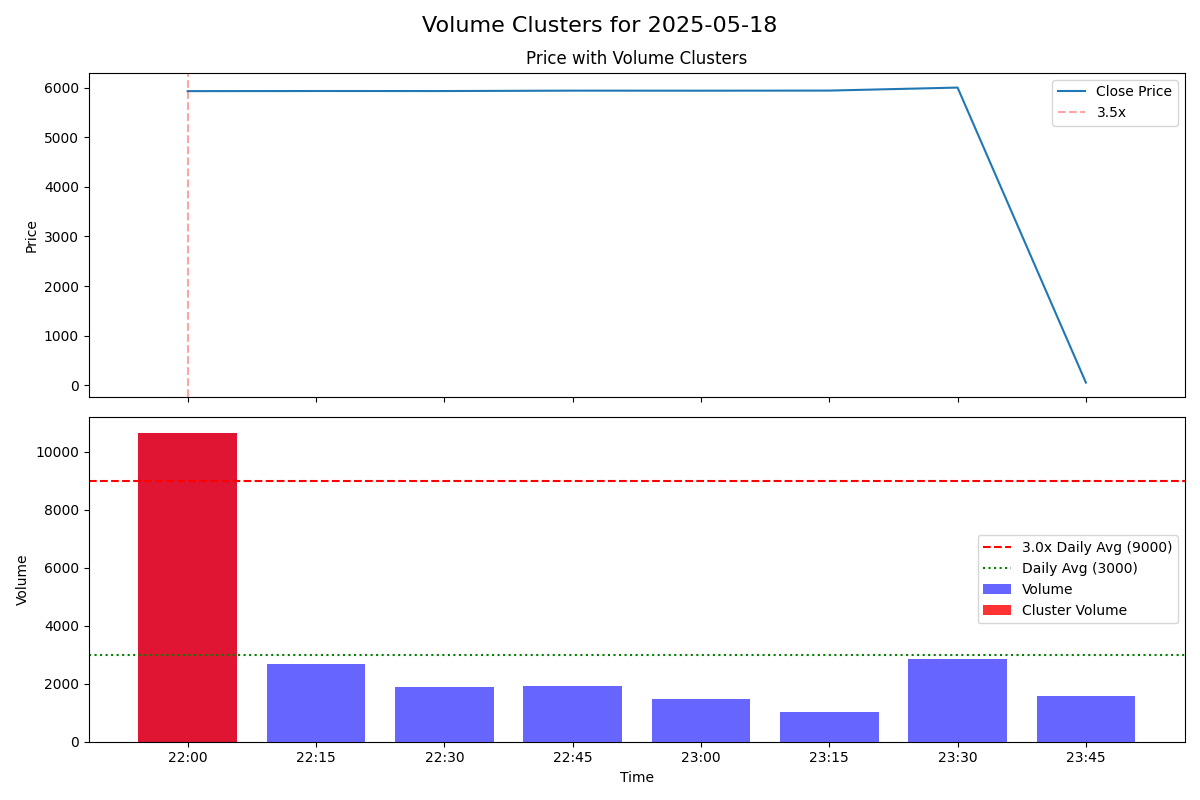 Volume Clusters for 2025-05-18
Price with Volume Clusters
6000
5000
4000
3000
2000
1000
0
Price
Close Price
3.5x
10000
8000
6000
4000
2000
0
Volume
3.0x Daily Avg (9000)
Daily Avg (3000)
Volume
Cluster Volume
22:00 22:15 22:30 22:45 23:00 23:15 23:30 23:45
Time